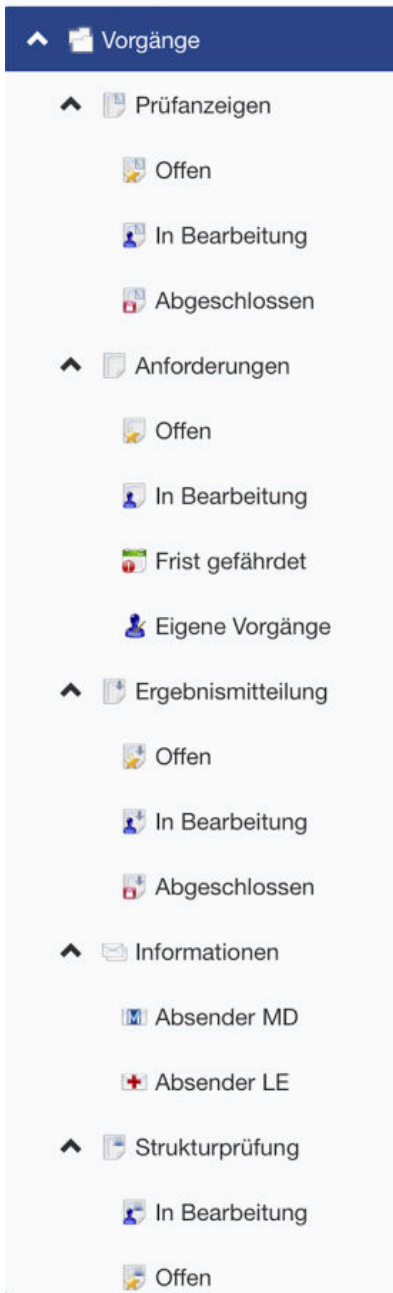 Vorgänge
Prüfanzeigen
Offen
In Bearbeitung
Abgeschlossen
Anforderungen
Offen
In Bearbeitung
Frist gefährdet
Eigene Vorgänge
Ergebnismitteilung
Offen
In Bearbeitung
Abgeschlossen
Informationen
Absender MD
Absender LE
Strukturprüfung
In Bearbeitung
Offen